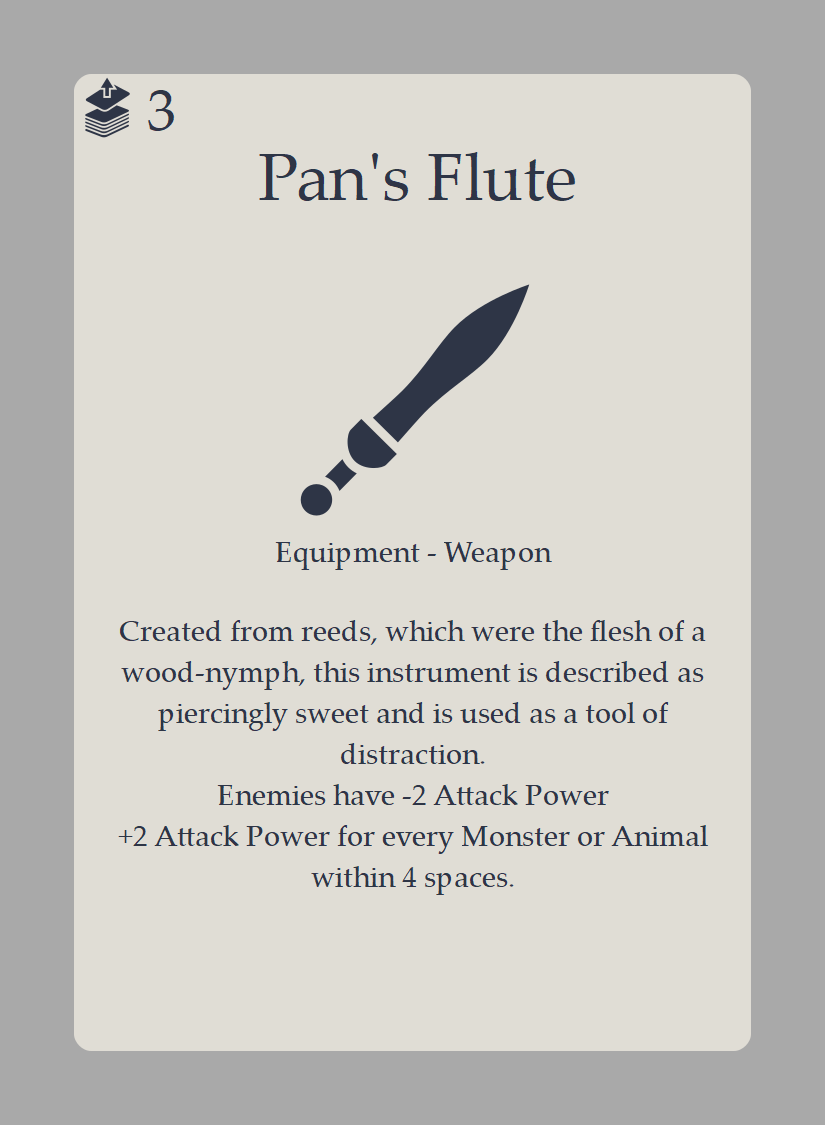 3
Pan's Flute
Equipment - Weapon
Created from reeds, which were the flesh of a
wood-nymph, this instrument is described as
piercingly sweet and is used as a tool of
distraction.
Enemies have -2 Attack Power
+2 Attack Power for every Monster or Animal
within 4 spaces.